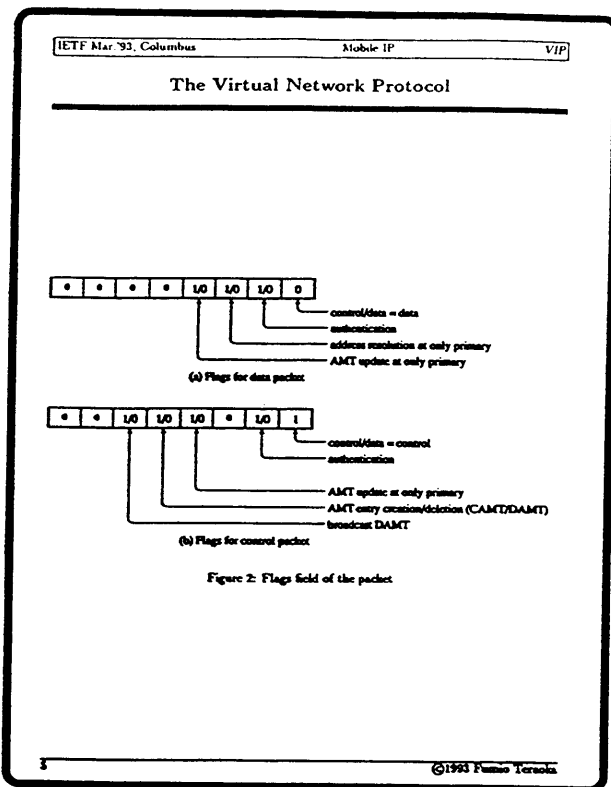 IETF Mar. '93, Columbus Mobile IP VIP
The Virtual Network Protocol
1/0 1/0 1/0 0
control/data = data
authentication
address resolution at only primary
AMT update at only primary
(a) Flags for data packet
1/0 1/0 1/0 1/0 1
control/data = control
authentication
AMT update at only primary
AMT entry creation/deletion (CAMT/DAMT)
broadcast DAMT
(b) Flags for control packet
Figure 2: Flags field of the packet
©1993 Fumio Teraoka